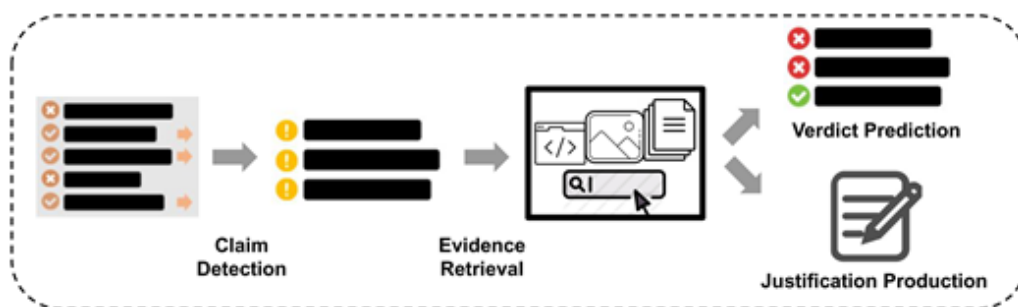 Claim
Detection
Evidence
Retrieval
</>
Verdict Prediction
Justification Production